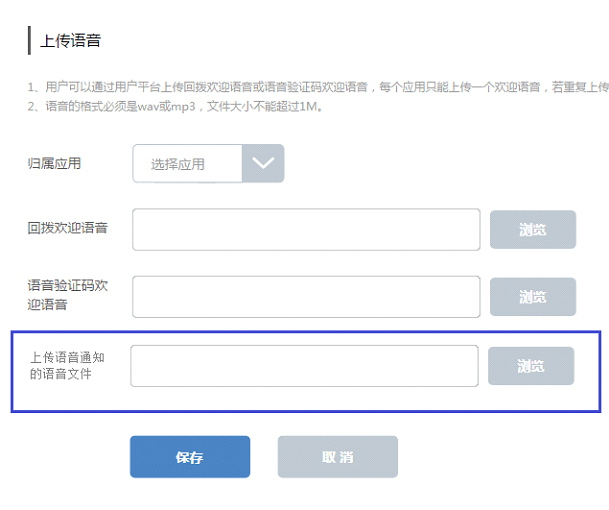 上传语音
1、用户可以通过用户平台上传回拨欢迎语音或语音验证码欢迎语音，每个应用只能上传一个欢迎语音，若重复上传
2、语音的格式必须是wav或mp3，文件大小不能超过1M。
归属应用 选择应用
回拨欢迎语音 浏览
语音验证码欢
迎语音 浏览
上传语音通知
的语音文件 浏览
保存 取 消